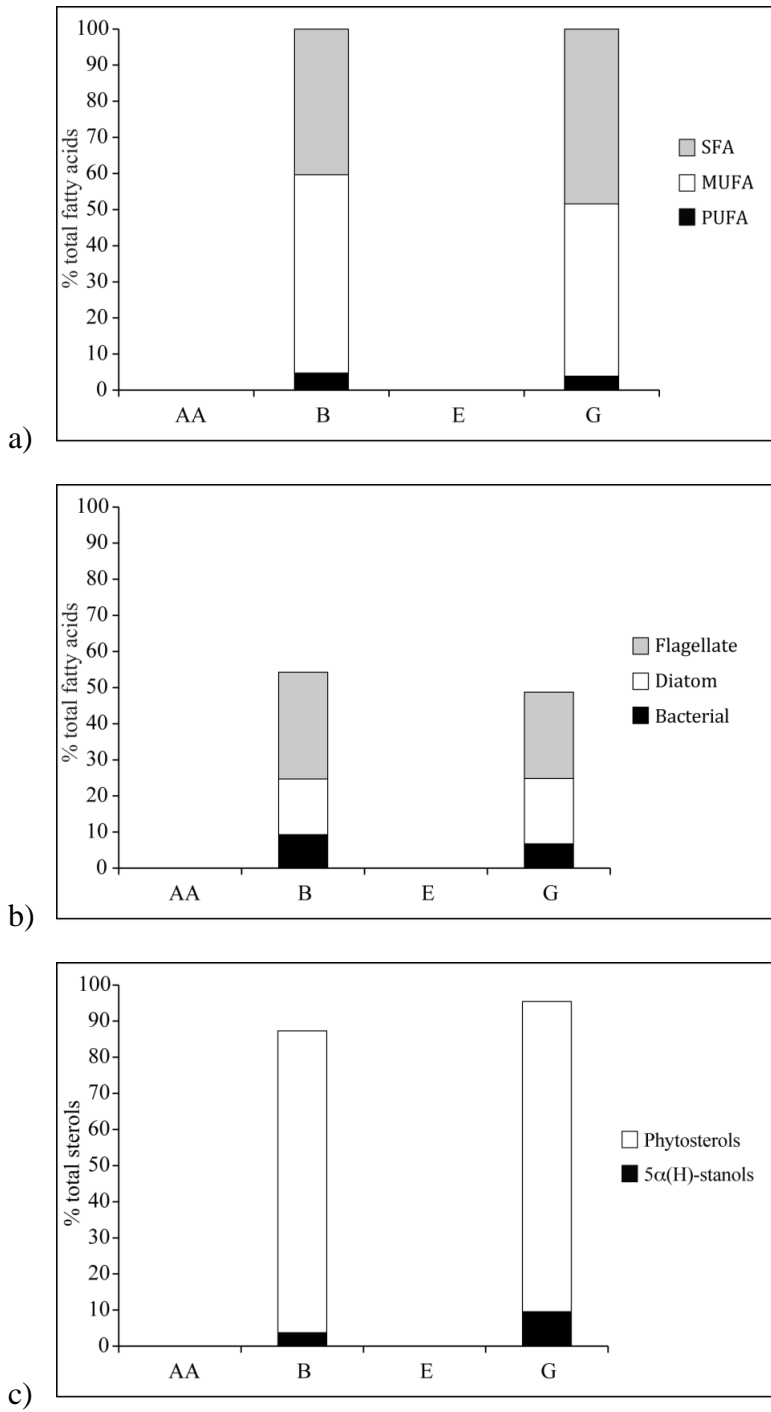 100
90
80
70
60
50
40
30
20
10
0
% total fatty acids
AA B E G
SFA
MUFA
PUFA
a)
100
90
80
70
60
50
40
30
20
10
0
% total fatty acids
AA B E G
Flagellate
Diatom
Bacterial
b)
100
90
80
70
60
50
40
30
20
10
0
% total sterols
AA B E G
Phytosterols
5α(H)-stanols
c)